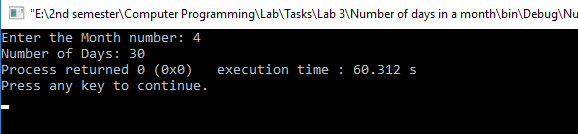 "E:\2nd semester\Computer Programming\Lab\Tasks\Lab 3\Number of days in a month\bin\Debug\Nu
Enter the Month number: 4
Number of Days: 30
Process returned 0 (0x0)   execution time : 60.312 s
Press any key to continue.